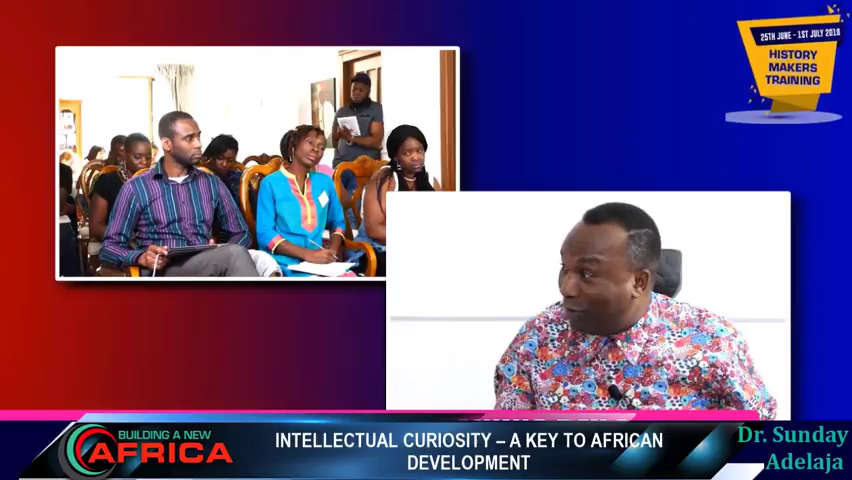 25TH JUNE - 1ST JULY 2018
HISTORY
MAKERS
TRAINING
BUILDING A NEW
AFRICA
INTELLECTUAL CURIOSITY – A KEY TO AFRICAN
DEVELOPMENT
Dr. Sunday
Adelaja